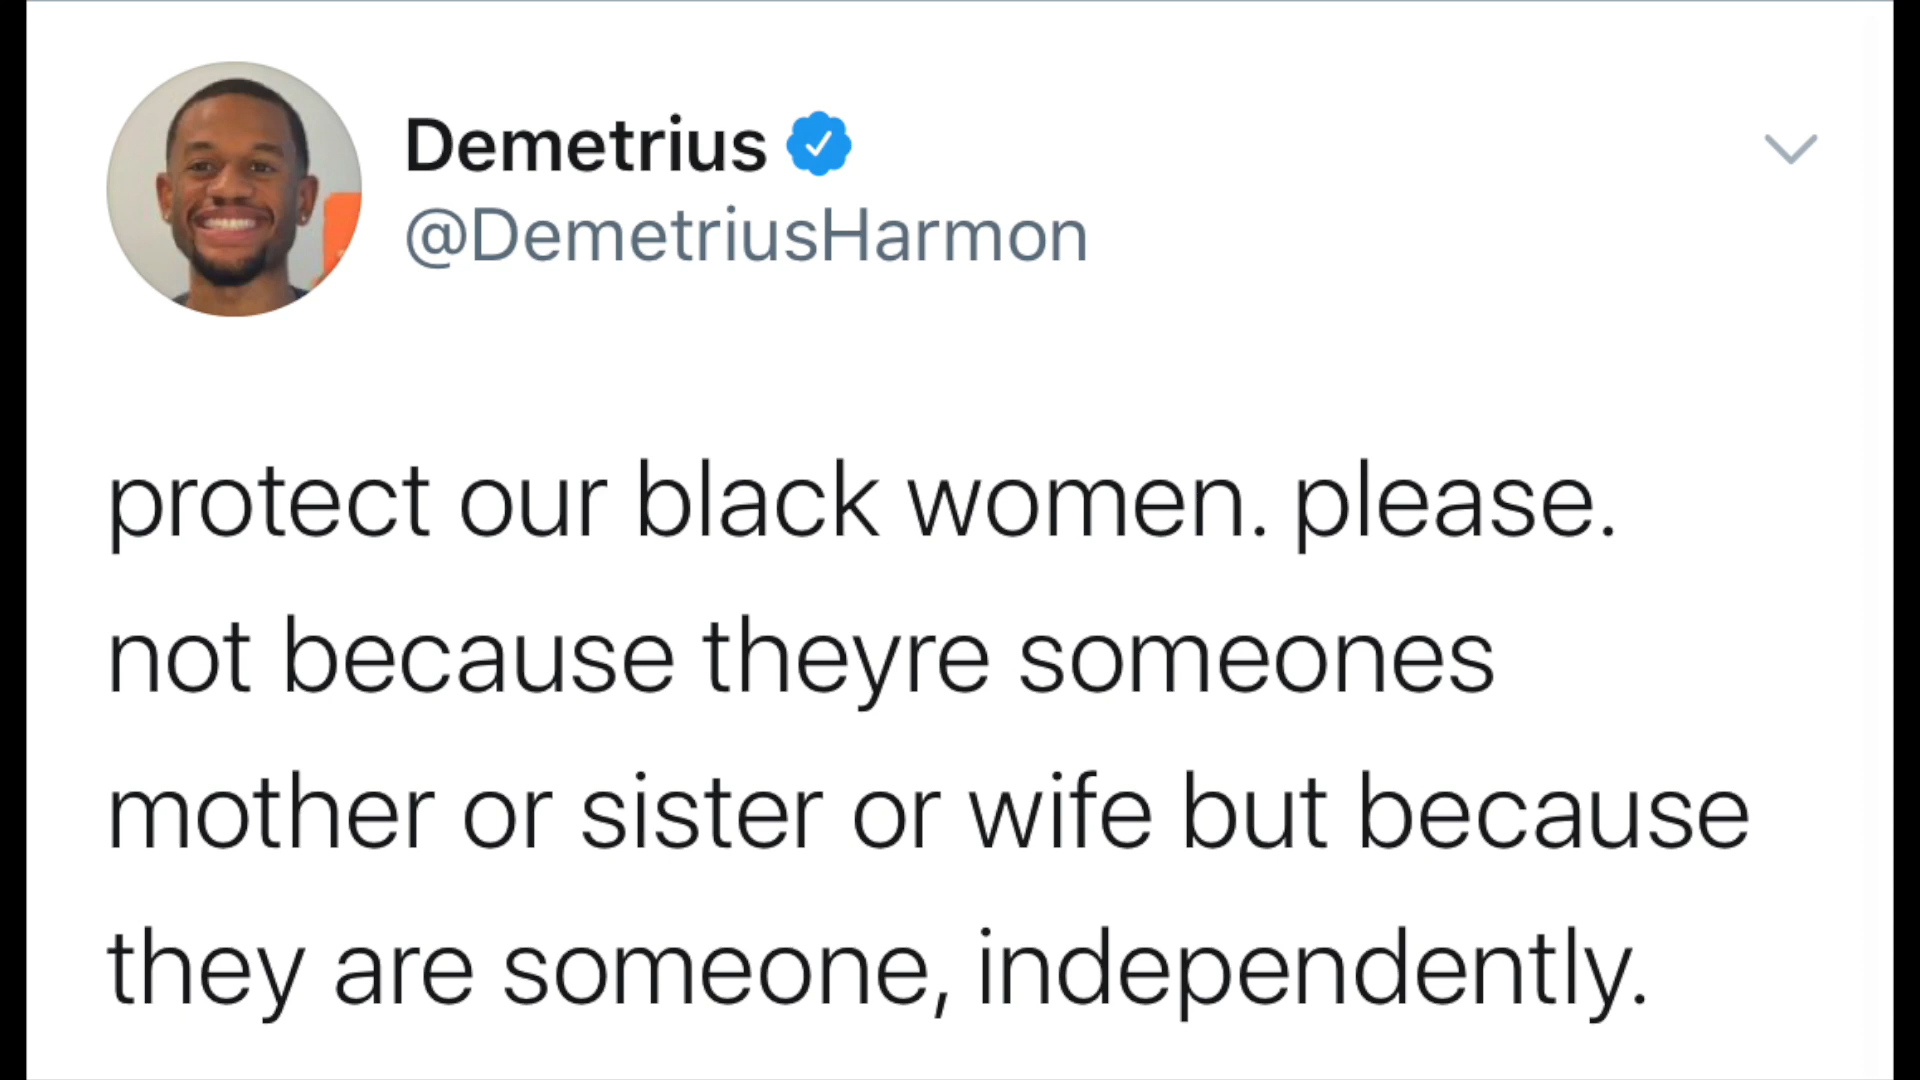 Demetrius
@DemetriusHarmon
protect our black women. please.
not because theyre someones
mother or sister or wife but because
they are someone, independently.